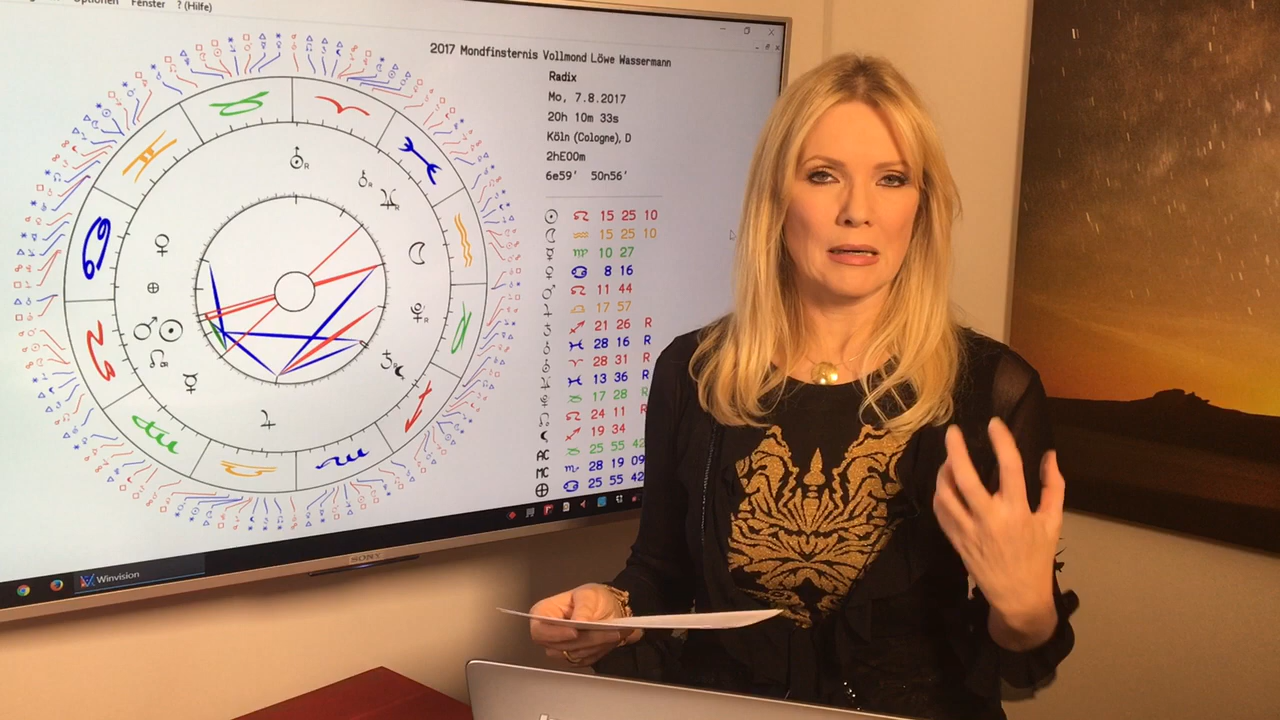 Optionen Fenster ? (Hilfe)
2017 Mondfinsternis Vollmond Löwe Wassermann
Radix
Mo, 7.8.2017
20h 10m 33s
Köln (Cologne), D
2hE00m
6e59' 50n56'
15 25 10
15 25 10
10 27
8 16
11 44
17 57
21 26 R
28 16 R
28 31 R
13 36 R
17 28 R
24 11 R
19 34
AC 25 55 42
MC 28 19 09
25 55 42
SONY
Winvision